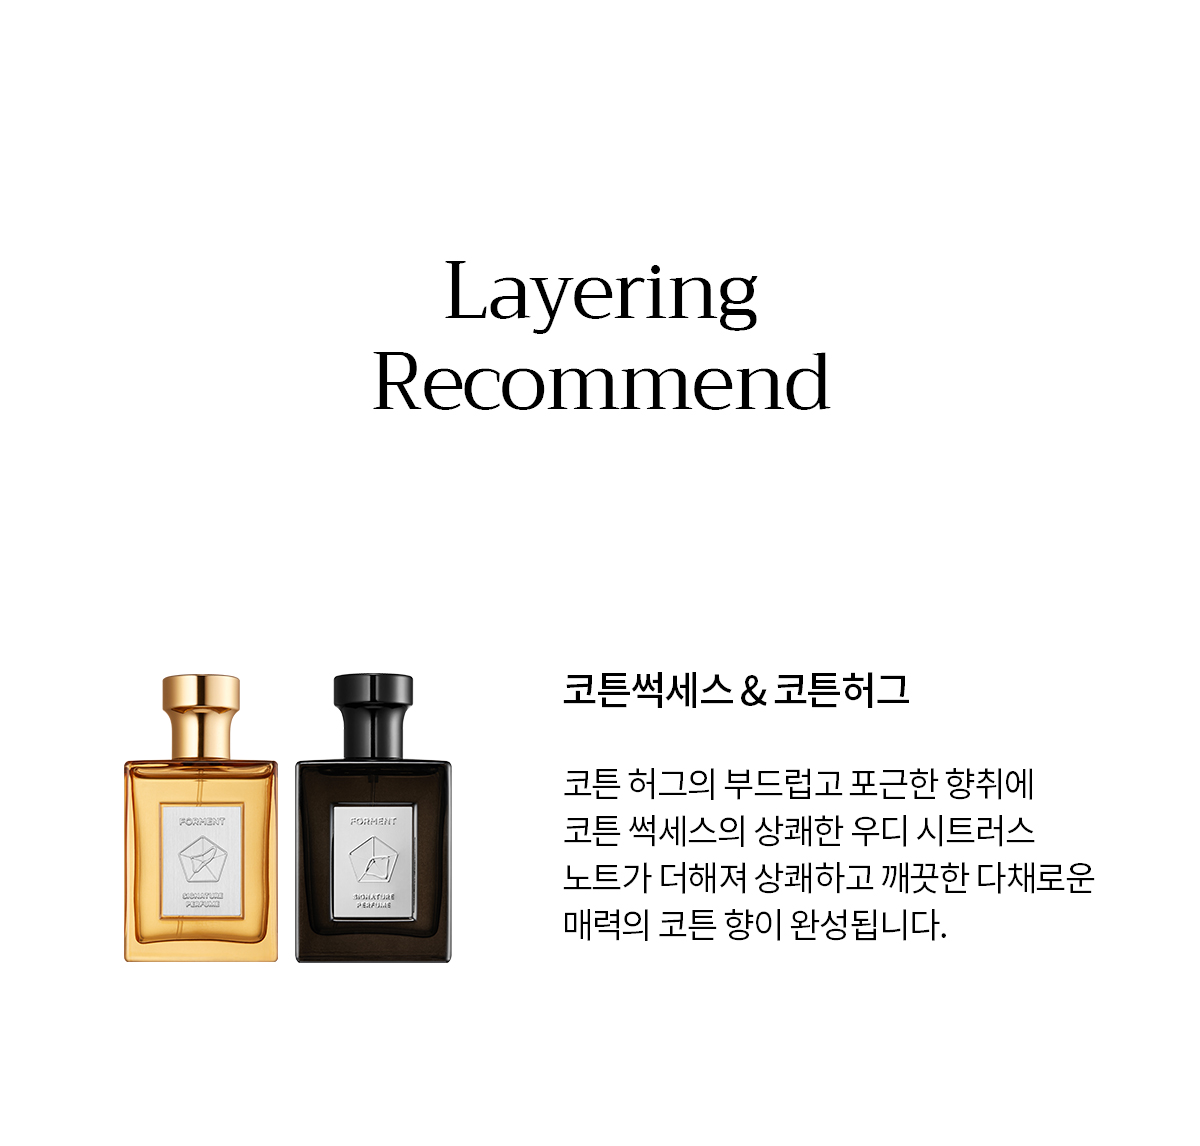 Layering
Recommend
코튼썩세스 & 코튼허그
코튼 허그의 부드럽고 포근한 향취에
코튼 썩세스의 상쾌한 우디 시트러스
노트가 더해져 상쾌하고 깨끗한 다채로운
매력의 코튼 향이 완성됩니다.
FORMENT
SIGNATURE
PERFUME
FORMENT
SIGNATURE
PERFUME